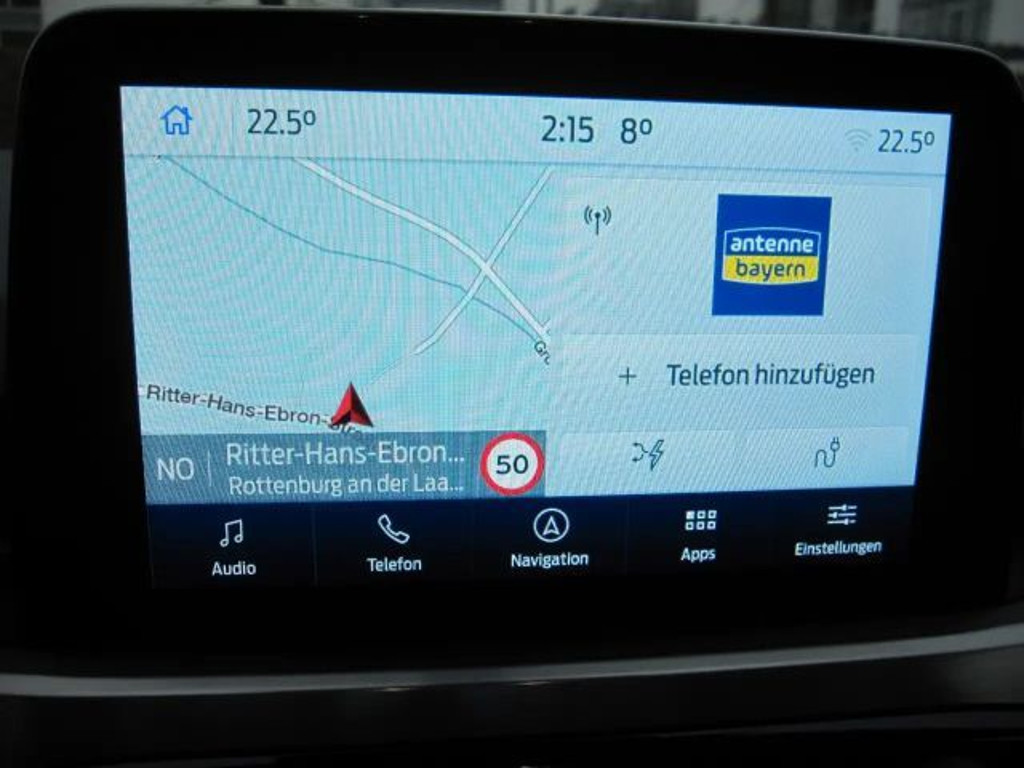 22.5°
2:15 8°
22.5°
antenne
bayern
Telefon hinzufügen
Ritter-Hans-Ebron-Stra
NO
Ritter-Hans-Ebron...
Rottenburg an der Laa...
50
Audio
Telefon
Navigation
Apps
Einstellungen